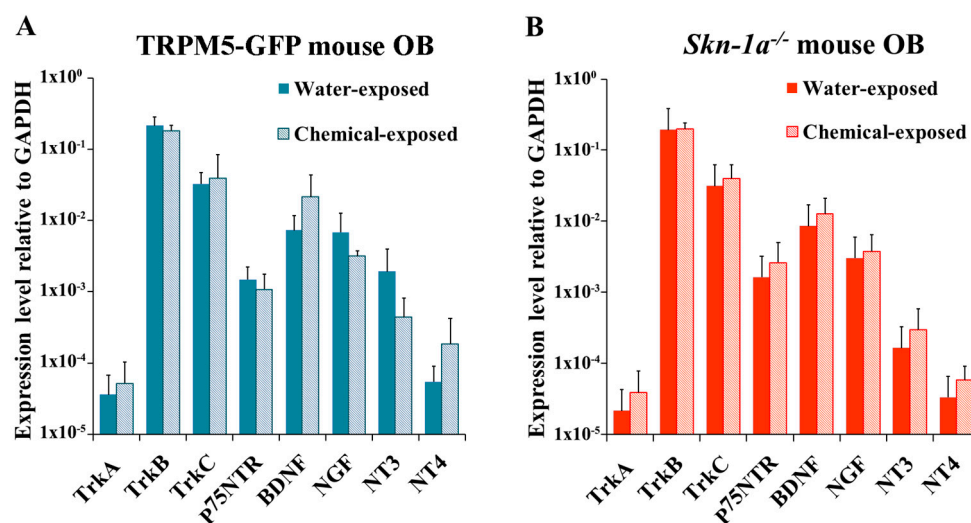 A
TRPM5-GFP mouse OB
Water-exposed
Chemical-exposed
Expression level relative to GAPDH
1x10⁰
1x10⁻¹
1x10⁻²
1x10⁻³
1x10⁻⁴
1x10⁻⁵
TrkA
TrkB
TrkC
P75NTR
BDNF
NGF
NT3
NT4
B
Skn-1a⁻/⁻ mouse OB
Water-exposed
Chemical-exposed
Expression level relative to GAPDH
1x10⁰
1x10⁻¹
1x10⁻²
1x10⁻³
1x10⁻⁴
1x10⁻⁵
TrkA
TrkB
TrkC
P75NTR
BDNF
NGF
NT3
NT4